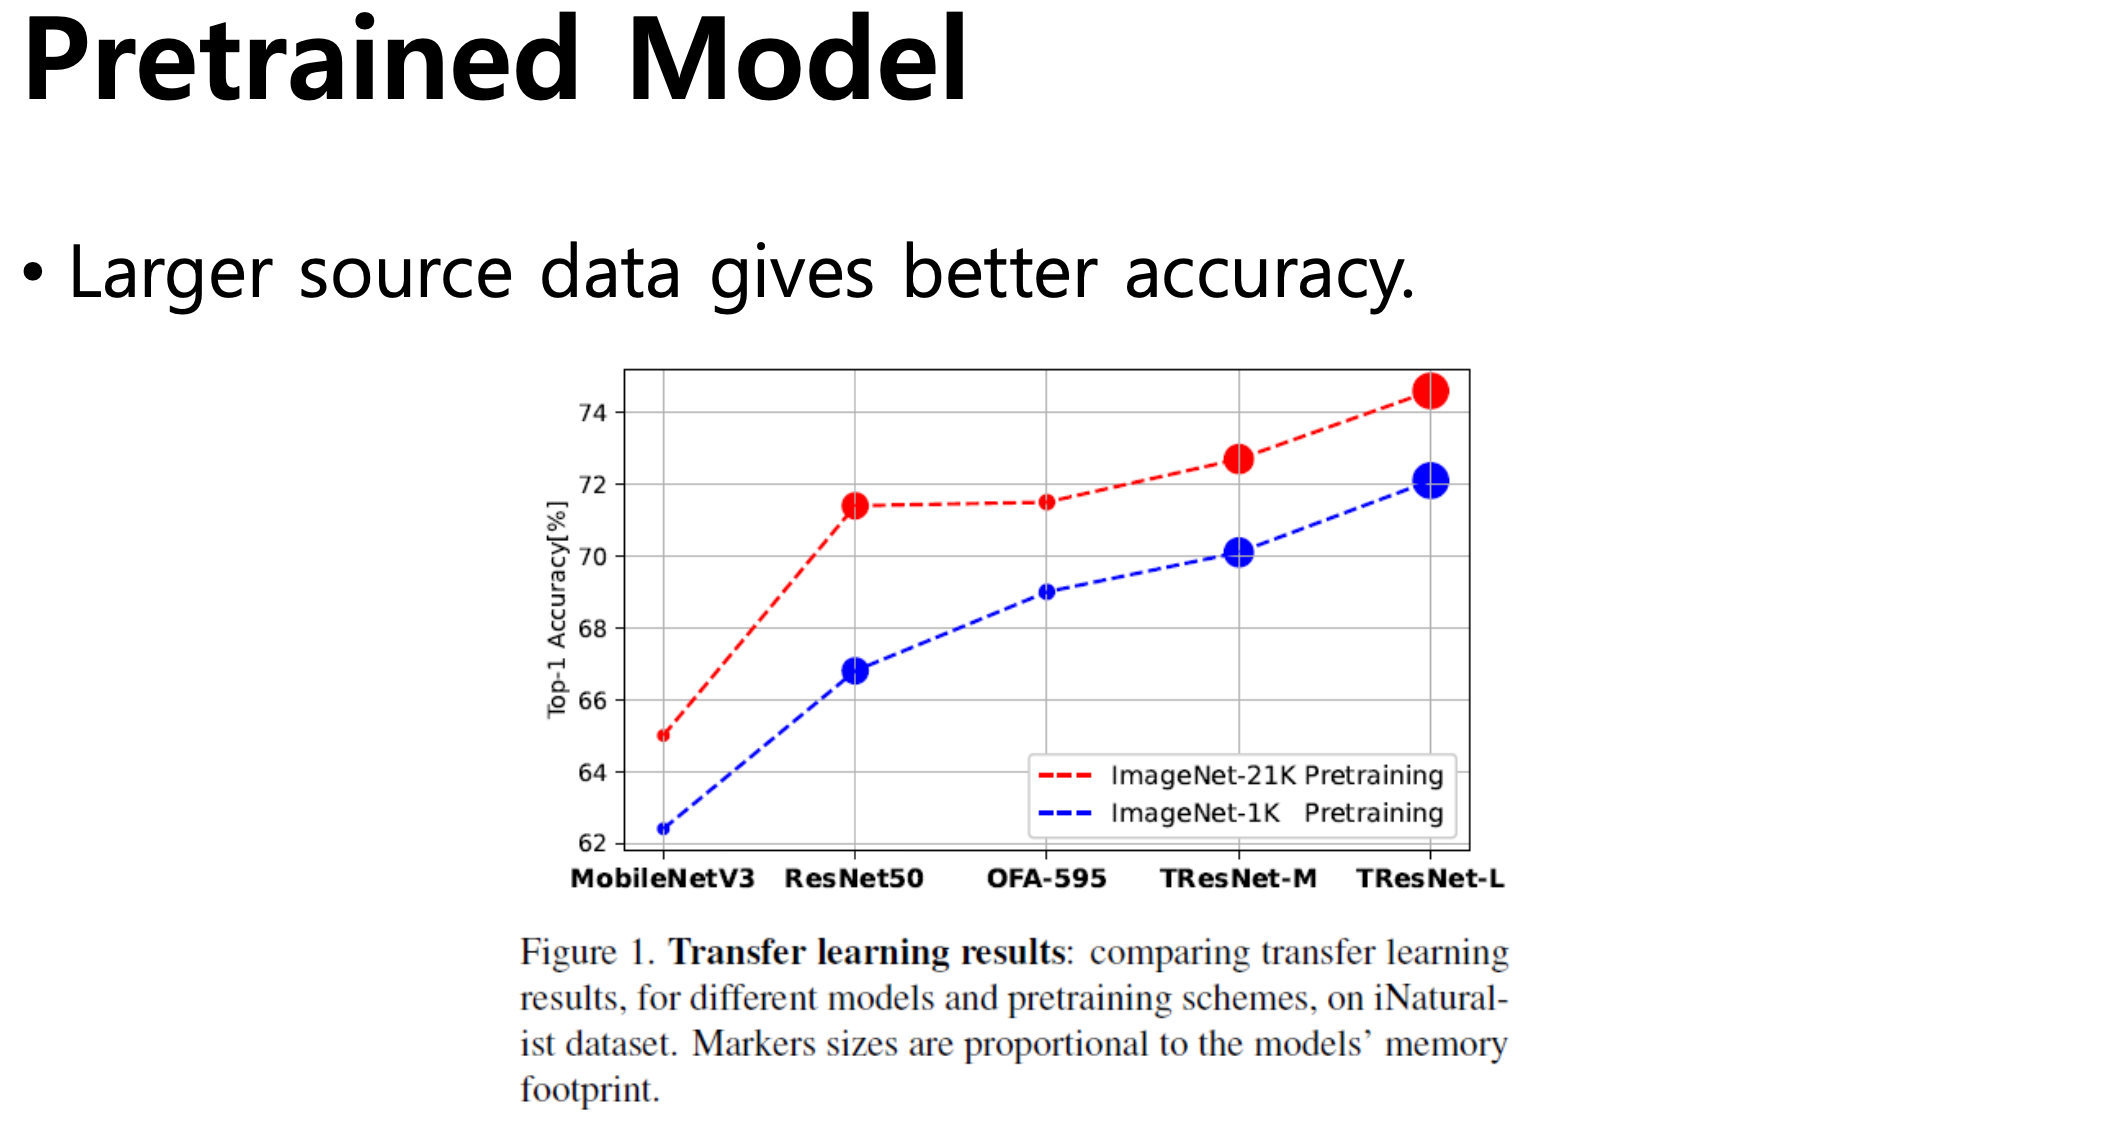 Pretrained Model
• Larger source data gives better accuracy.
74
72
70
68
66
64
62
Top-1 Accuracy[%]
ImageNet-21K Pretraining
ImageNet-1K Pretraining
MobileNetV3 ResNet50 OFA-595 TResNet-M TResNet-L
Figure 1. Transfer learning results: comparing transfer learning
results, for different models and pretraining schemes, on iNatural-
ist dataset. Markers sizes are proportional to the models’ memory
footprint.